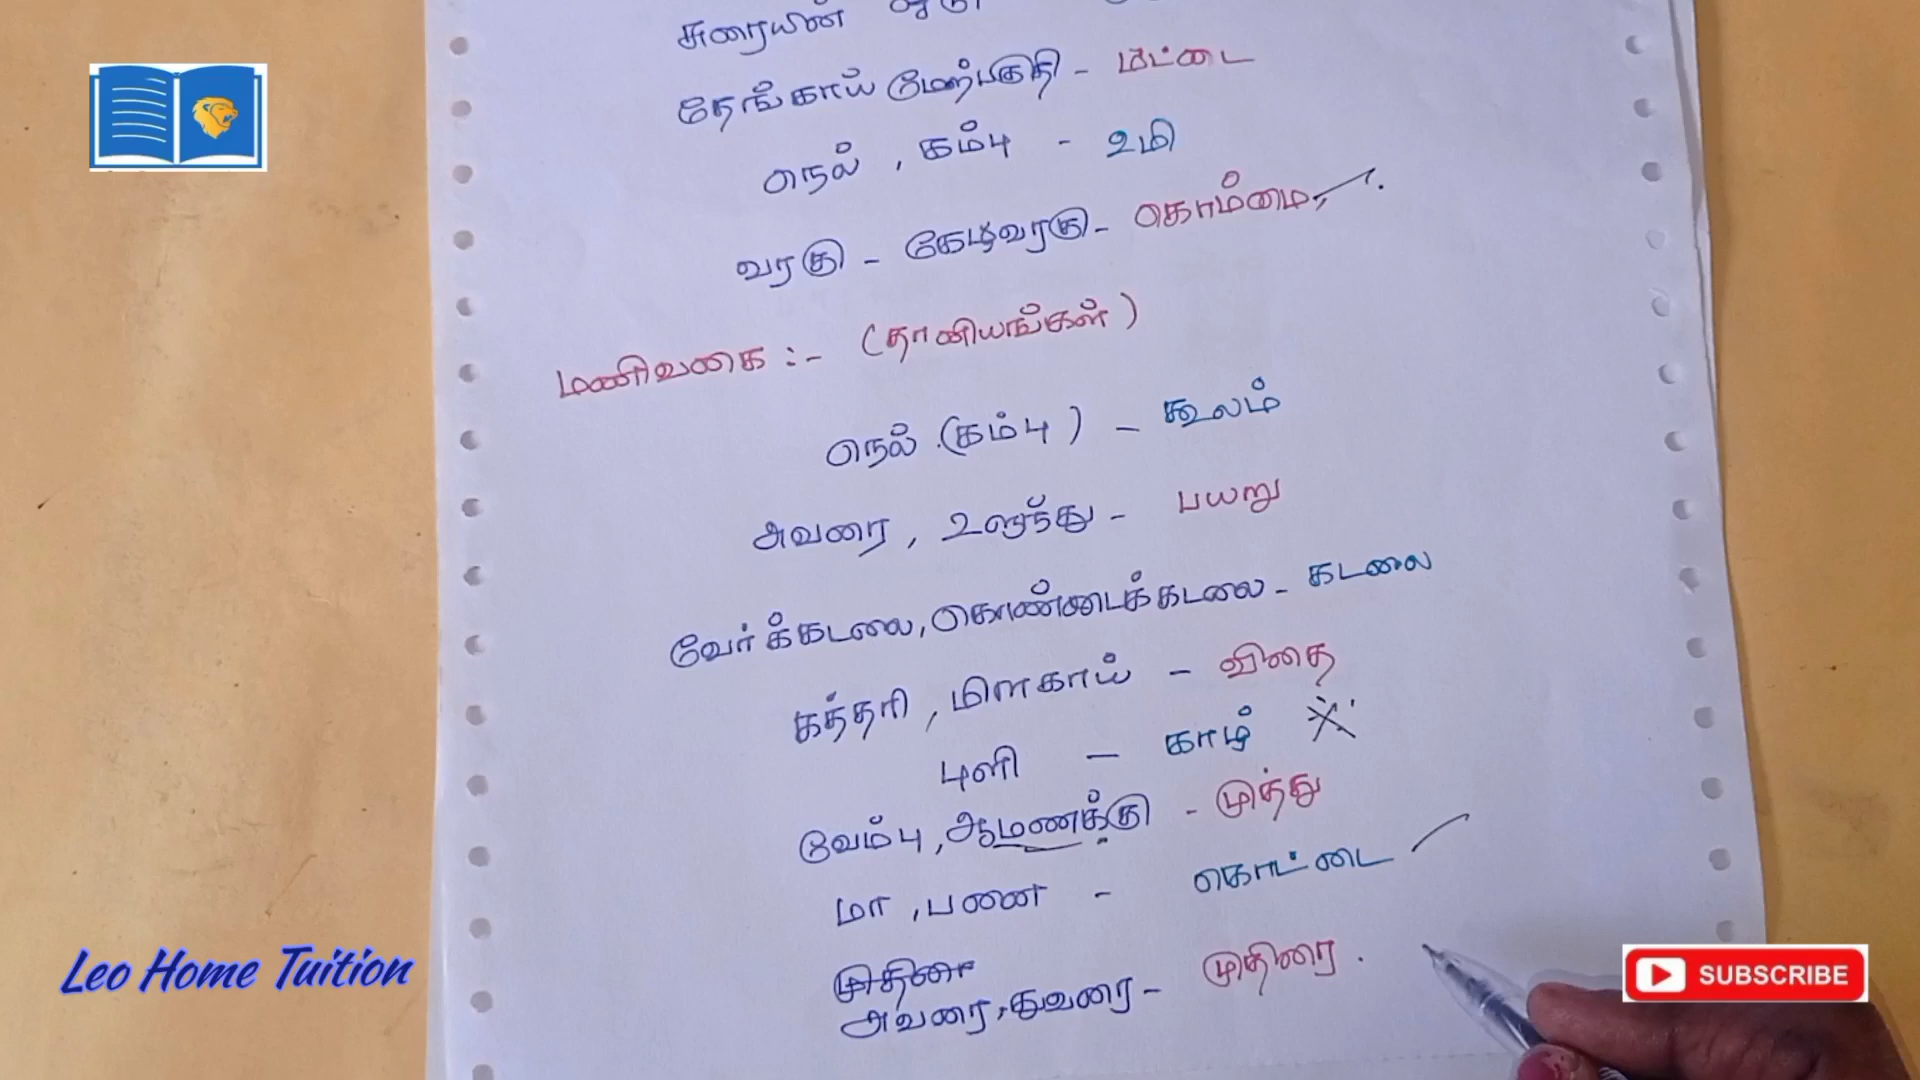 சுரையின்
தேங்காய் மேற்பகுதி - மட்டை
நெல் , கம்பு - உமி
வரகு - கேழ்வரகு - கொம்மை
மணிவகை :- (தானியங்கள்)
நெல் (கம்பு) - கூலம்
அவரை , உளுந்து - பயறு
வேர்க்கடலை, கொண்டைக்கடலை - கடலை
கத்தரி , மிளகாய் - விதை
புளி - காழ்
வேம்பு , ஆமணக்கு - முத்து
மா , பனை - கொட்டை
அவரை, துவரை - முதிரை .
Leo Home Tuition
SUBSCRIBE